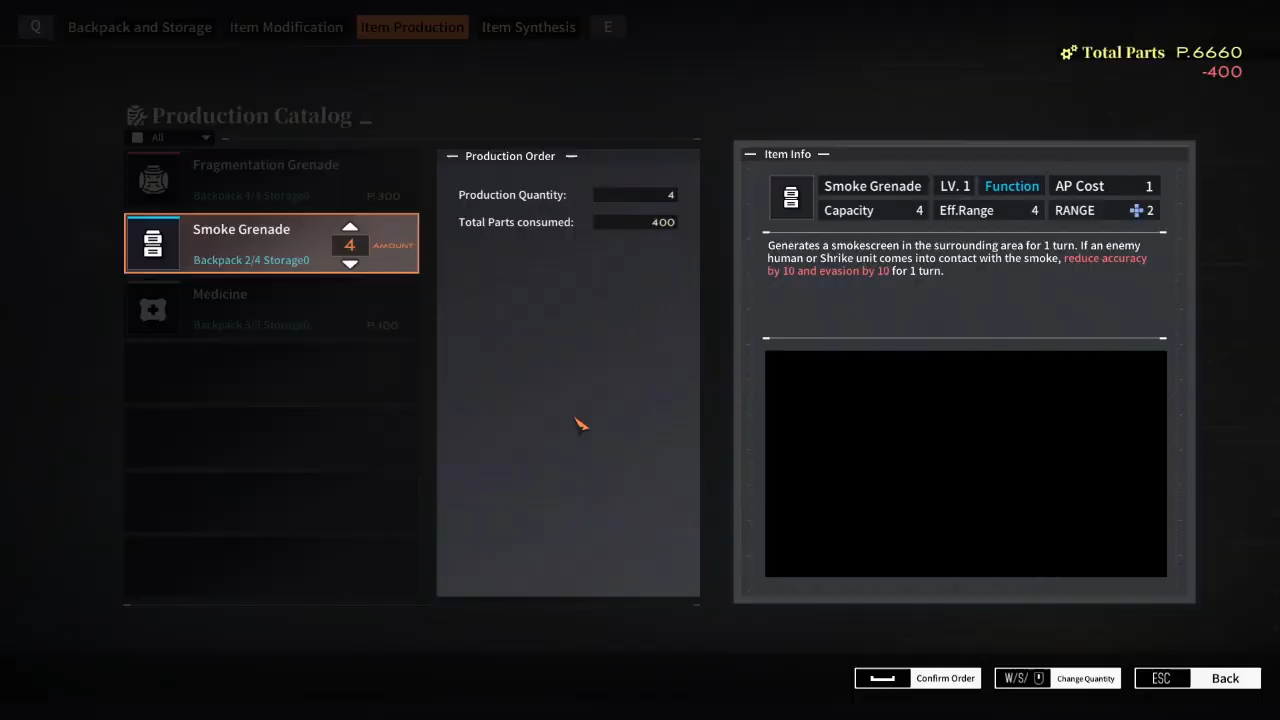 Q Backpack and Storage Item Modification Item Production Item Synthesis E
Total Parts P.6660
-400
Production Catalog
All
Fragmentation Grenade
Backpack 4/4 Storage0 P.300
Smoke Grenade
4 AMOUNT
Backpack 2/4 Storage0
Medicine
Backpack 3/3 Storage0 P.100
Production Order
Production Quantity: 4
Total Parts consumed: 400
Item Info
Smoke Grenade LV. 1 Function AP Cost 1
Capacity 4 Eff.Range 4 RANGE 2
Generates a smokescreen in the surrounding area for 1 turn. If an enemy
human or Shrike unit comes into contact with the smoke, reduce accuracy
by 10 and evasion by 10 for 1 turn.
Confirm Order W/S/ Change Quantity ESC Back